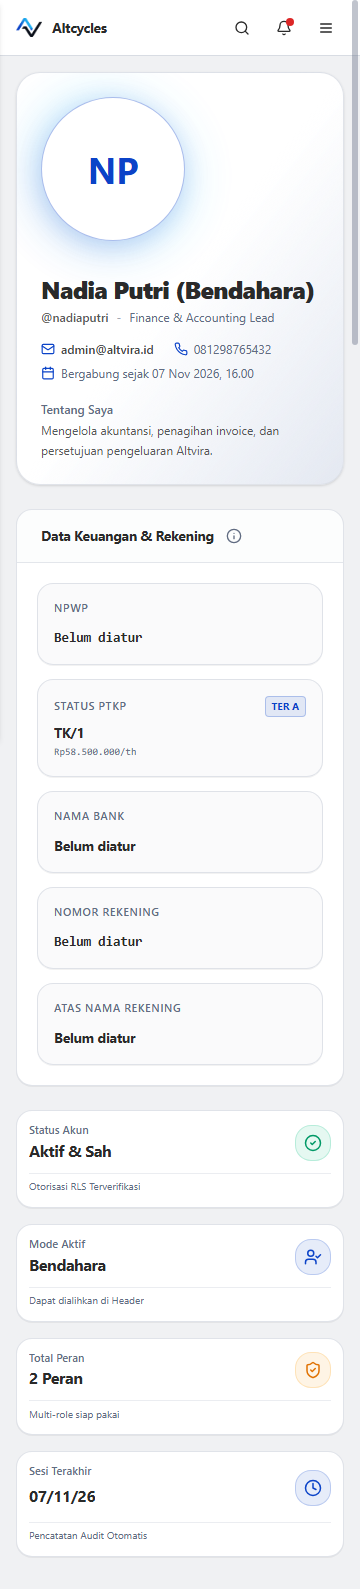 Altcycles
NP
Nadia Putri (Bendahara)
@nadiaputri - Finance & Accounting Lead
admin@altvira.id 081298765432
Bergabung sejak 07 Nov 2026, 16.00
Tentang Saya
Mengelola akuntansi, penagihan invoice, dan
persetujuan pengeluaran Altvira.
Data Keuangan & Rekening
NPWP
Belum diatur
STATUS PTKP TER A
TK/1
Rp58.500.000/th
NAMA BANK
Belum diatur
NOMOR REKENING
Belum diatur
ATAS NAMA REKENING
Belum diatur
Status Akun
Aktif & Sah
Otorisasi RLS Terverifikasi
Mode Aktif
Bendahara
Dapat dialihkan di Header
Total Peran
2 Peran
Multi-role siap pakai
Sesi Terakhir
07/11/26
Pencatatan Audit Otomatis